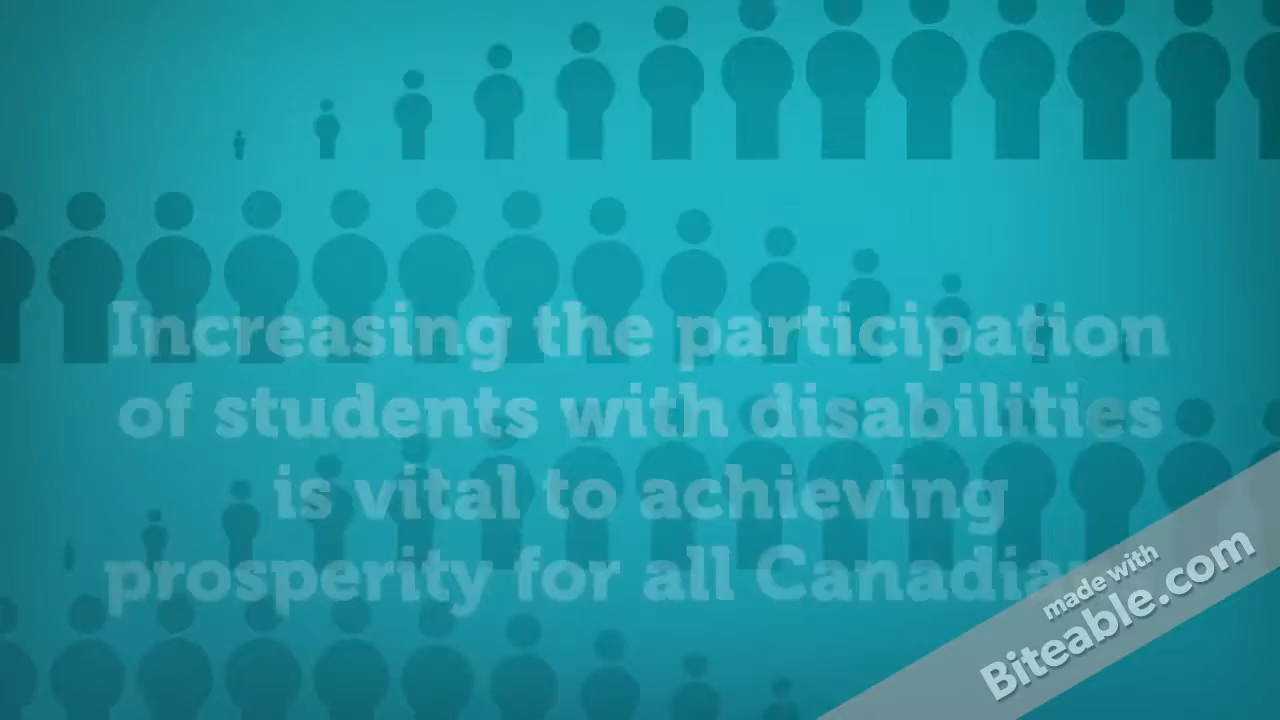 Increasing the participation
of students with disabilities
is vital to achieving
prosperity for all
made with
Biteable.com